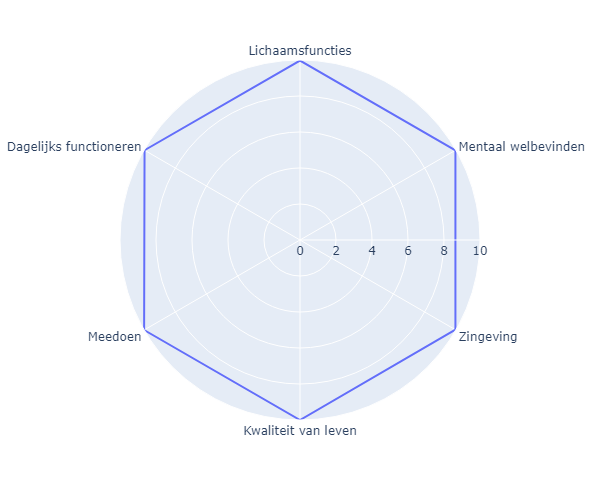 Lichaamsfuncties
Dagelijks functioneren
Mentaal welbevinden
0 2 4 6 8 10
Meedoen
Zingeving
Kwaliteit van leven